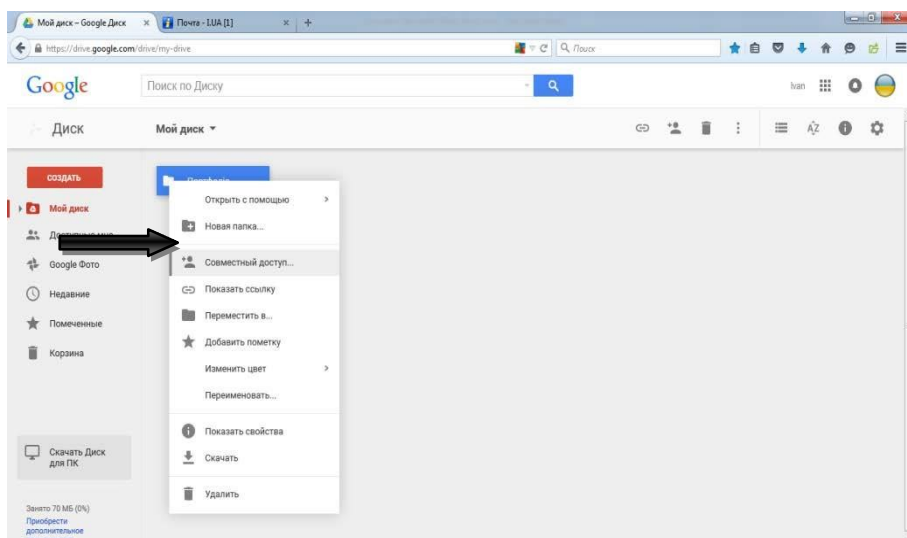 Мой диск – Google Диск
Почта - I.UA [1]
https://drive.google.com/drive/my-drive
Поиск
Google
Поиск по Диску
Ivan
Диск
Мой диск
СОЗДАТЬ
Мой диск
Google Фото
Недавние
Помеченные
Корзина
Скачать Диск
для ПК
Занято 70 МБ (0%)
Приобрести
дополнительное
Открыть с помощью
Новая папка...
Совместный доступ...
Показать ссылку
Переместить в...
Добавить пометку
Изменить цвет
Переименовать...
Показать свойства
Скачать
Удалить